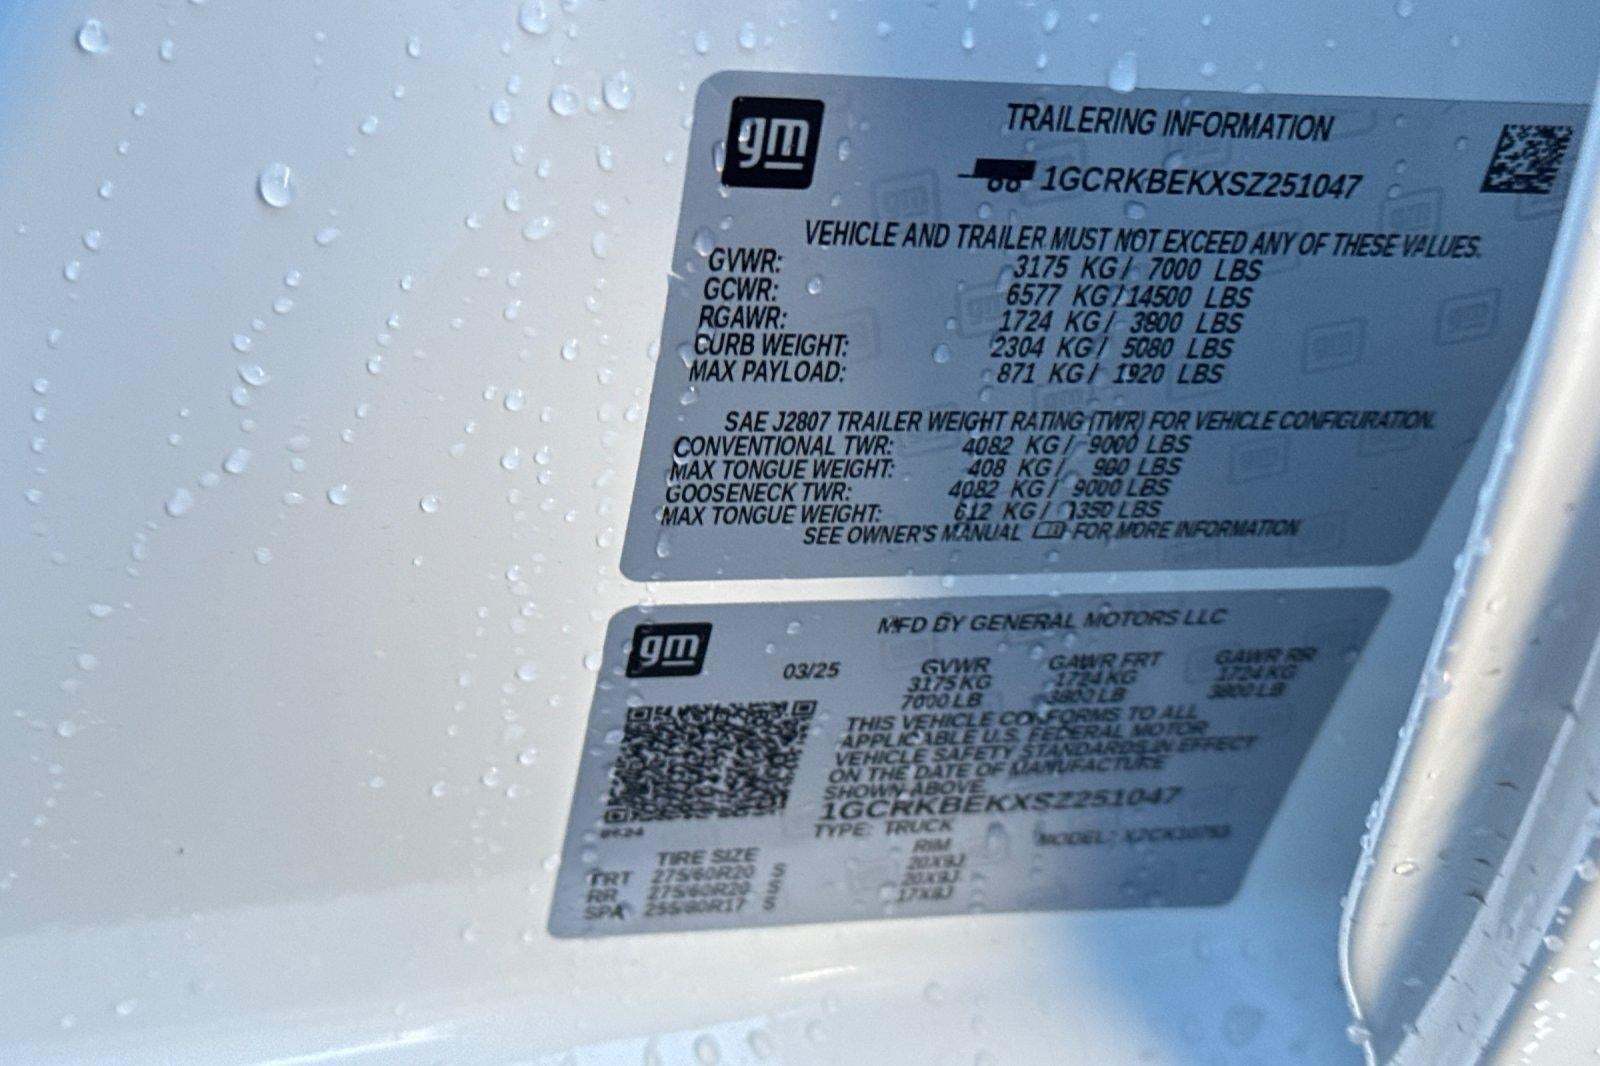 gm
TRAILERING INFORMATION
1GCRKBEKXSZ251047
VEHICLE AND TRAILER MUST NOT EXCEED ANY OF THESE VALUES.
GVWR: 3175 KG / 7000 LBS
GCWR: 6577 KG /14500 LBS
RGAWR: 1724 KG / 3800 LBS
CURB WEIGHT: 2304 KG / 5080 LBS
MAX PAYLOAD: 871 KG / 1920 LBS
SAE J2807 TRAILER WEIGHT RATING (TWR) FOR VEHICLE CONFIGURATION.
CONVENTIONAL TWR: 4082 KG / 9000 LBS
MAX TONGUE WEIGHT: 408 KG / 900 LBS
GOOSENECK TWR: 4082 KG / 9000 LBS
MAX TONGUE WEIGHT: 612 KG / 1350 LBS
SEE OWNER'S MANUAL FOR MORE INFORMATION
gm
MFD BY GENERAL MOTORS LLC
03/25 GVWR GAWR FRT GAWR RR
3175 KG 1724 KG 1724 KG
7000 LB 3800 LB 3800 LB
THIS VEHICLE CONFORMS TO ALL
APPLICABLE U.S. FEDERAL MOTOR
VEHICLE SAFETY STANDARDS IN EFFECT
ON THE DATE OF MANUFACTURE
SHOWN ABOVE.
1GCRKBEKXSZ251047
TYPE: TRUCK MODEL:
TIRE SIZE RIM
FRT 275/60R20 S 20X9J
RR 275/60R20 S 20X9J
SPA 255/80R17 S 17X8J